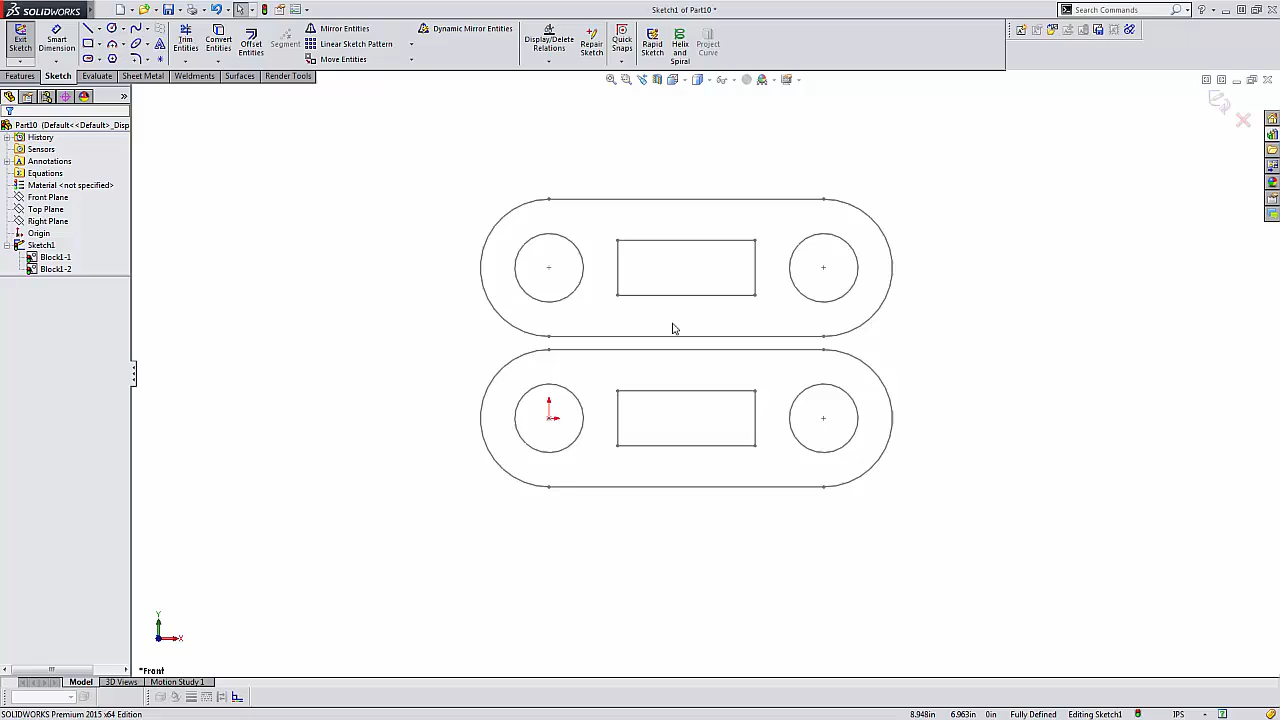 SOLIDWORKS
Sketch1 of Part10 *
Search Commands
Exit Sketch
Smart Dimension
Trim Entities
Convert Entities
Offset Entities
Segment
Mirror Entities
Linear Sketch Pattern
Move Entities
Dynamic Mirror Entities
Display/Delete Relations
Repair Sketch
Quick Snaps
Rapid Sketch
Helix and Spiral
Project Curve
Features
Sketch
Evaluate
Sheet Metal
Weldments
Surfaces
Render Tools
Part10 (Default<<Default>_Disp
History
Sensors
Annotations
Equations
Material <not specified>
Front Plane
Top Plane
Right Plane
Origin
Sketch1
Block1-1
Block1-2
Y
X
*Front
Model
3D Views
Motion Study 1
SOLIDWORKS Premium 2015 x64 Edition
8.948in
6.963in
0in
Fully Defined
Editing Sketch1
IPS